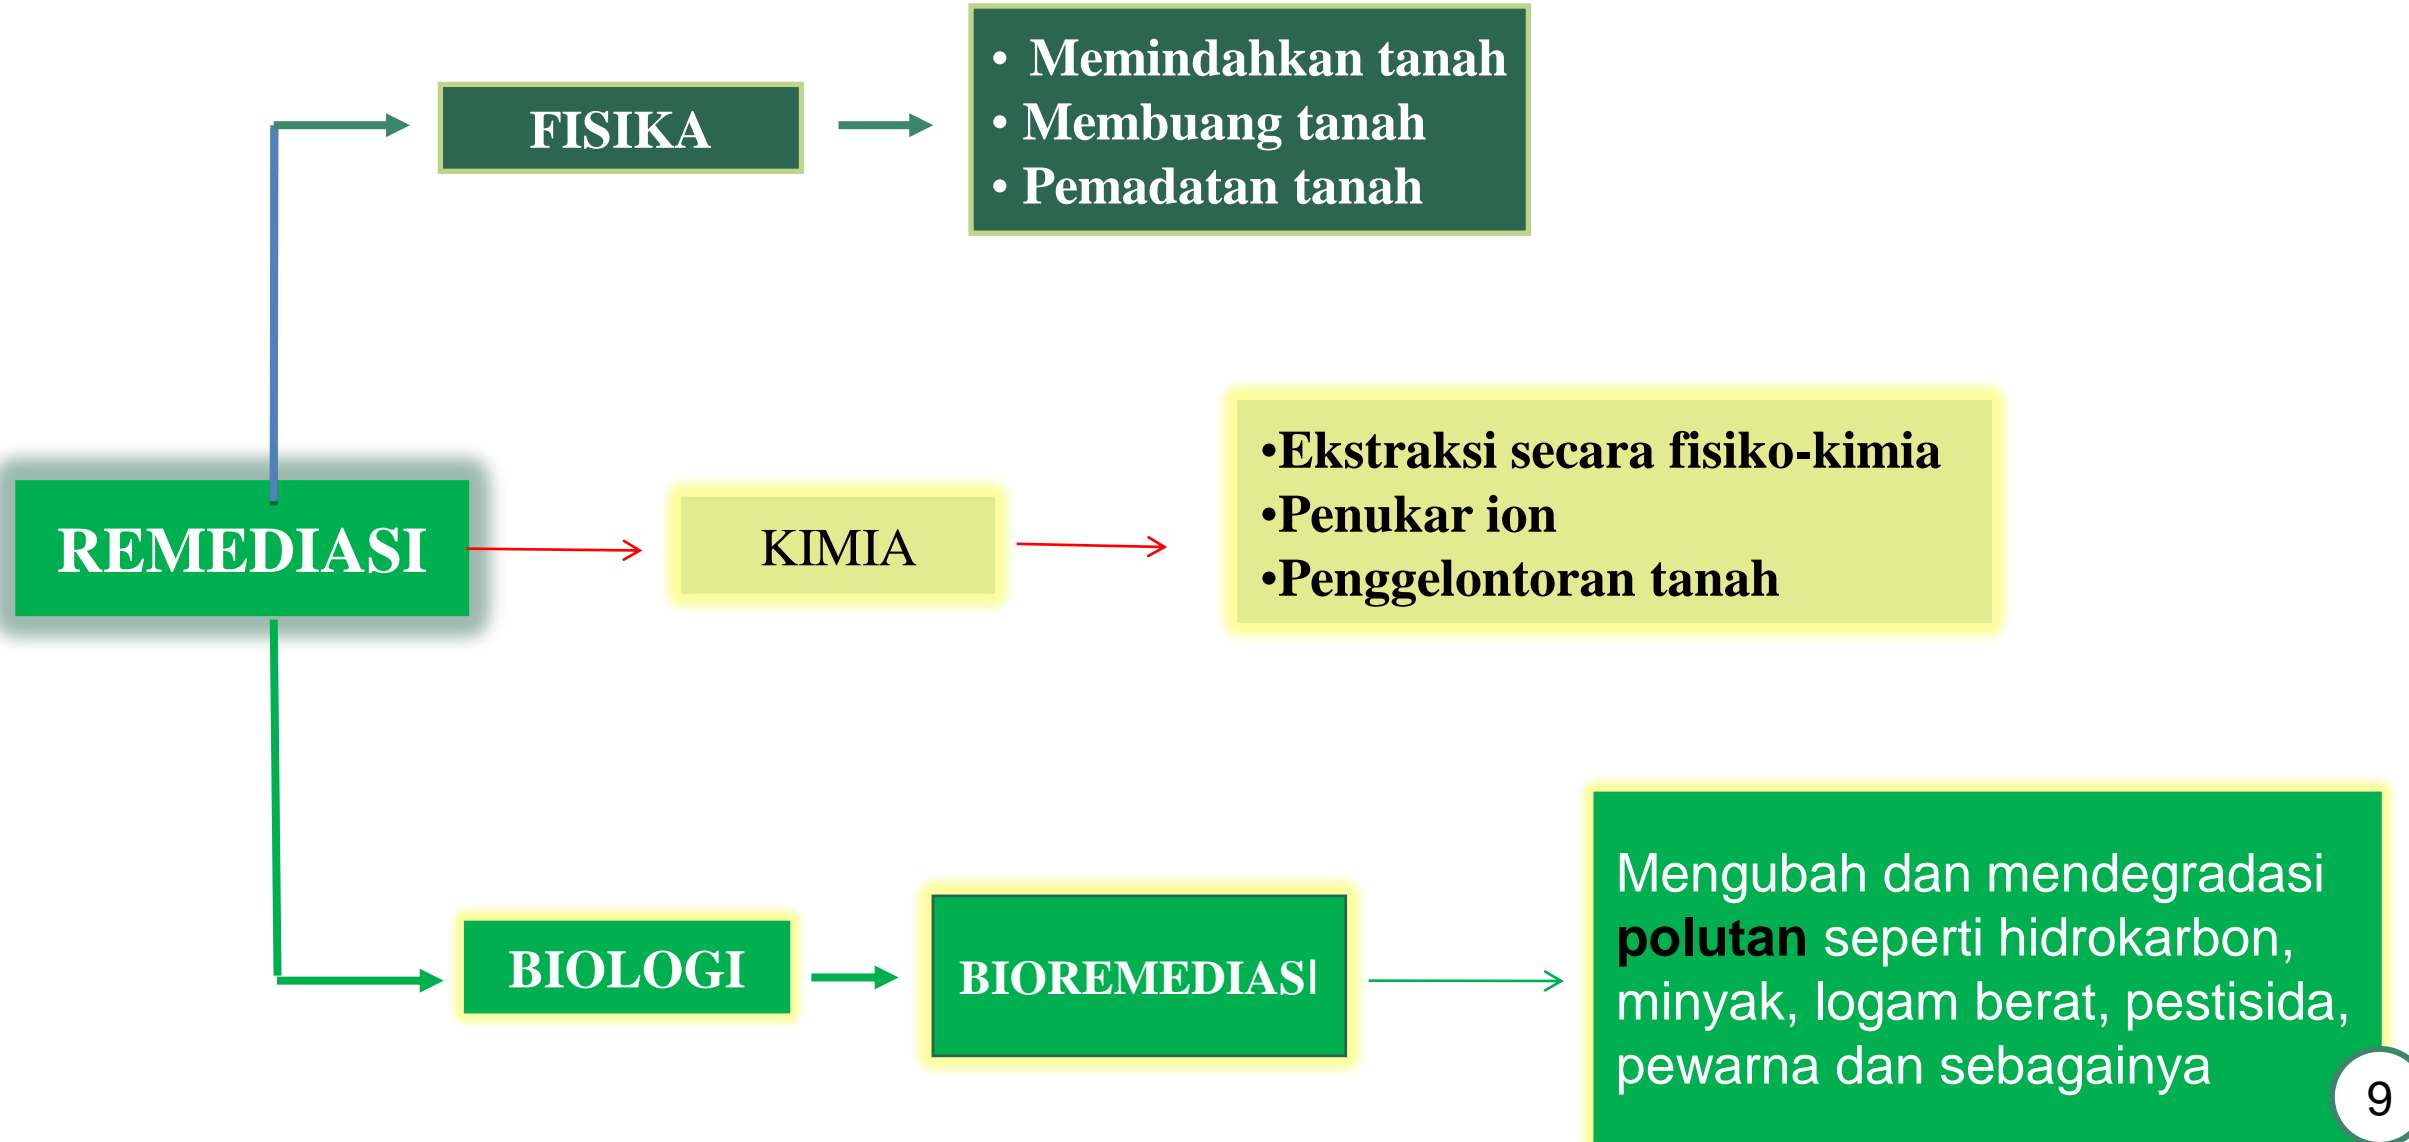 FISIKA
• Memindahkan tanah
• Membuang tanah
• Pemadatan tanah
REMEDIASI
KIMIA
•Ekstraksi secara fisiko-kimia
•Penukar ion
•Penggelontoran tanah
BIOLOGI
BIOREMEDIASI
Mengubah dan mendegradasi
polutan seperti hidrokarbon,
minyak, logam berat, pestisida,
pewarna dan sebagainya
9